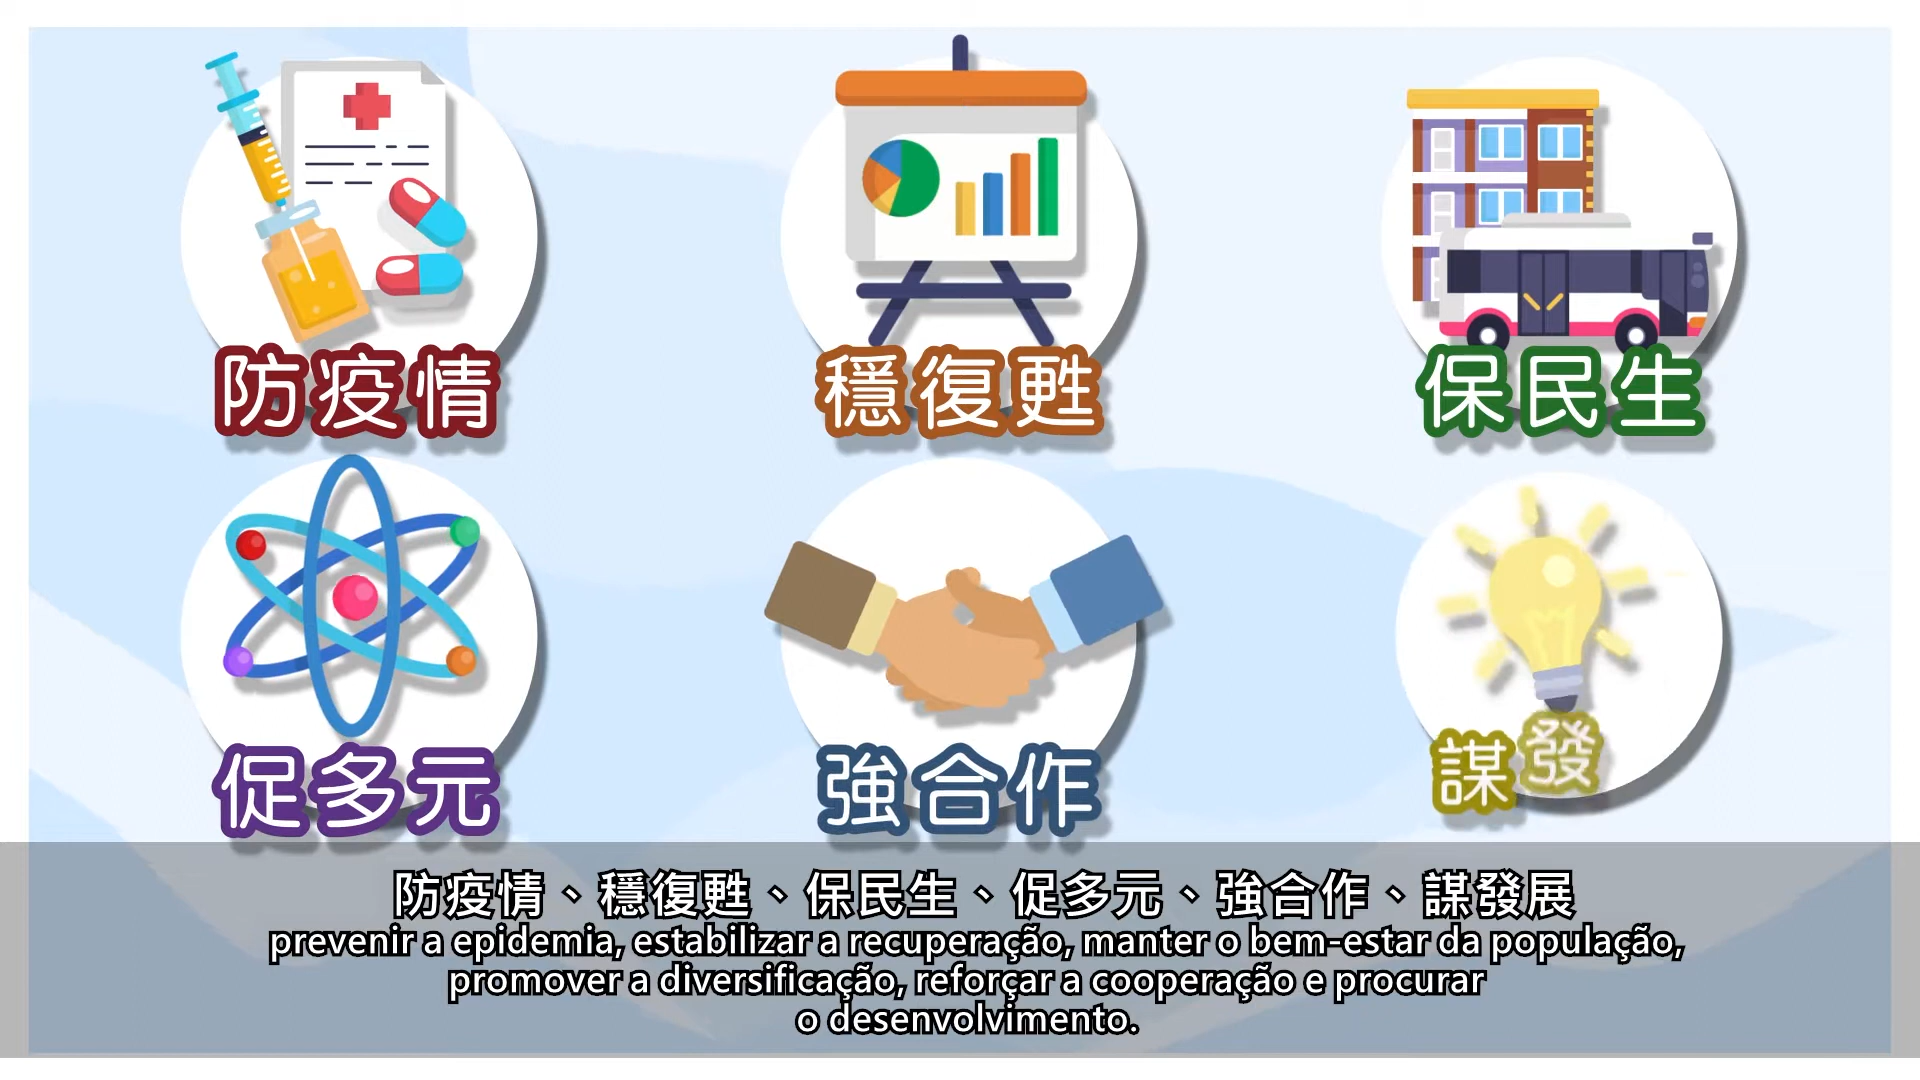 防疫情
穩復甦
保民生
促多元
強合作
謀發
防疫情、穩復甦、保民生、促多元、強合作、謀發展
prevenir a epidemia, estabilizar a recuperação, manter o bem-estar da população,
promover a diversificação, reforçar a cooperação e procurar
o desenvolvimento.